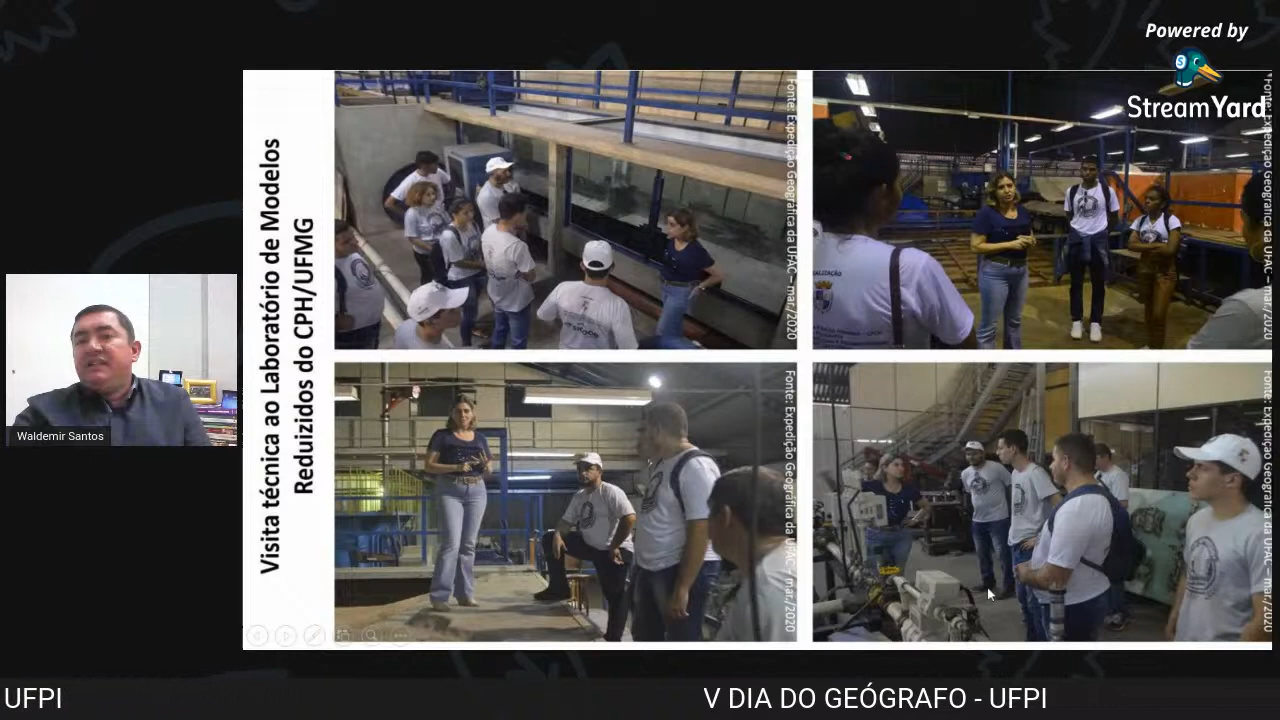 Powered by
StreamYard
Visita técnica ao Laboratório de Modelos
Reduizidos do CPH/UFMG
Fonte: Expedição Geográfica da UFAC – mar./2020
Fonte: Expedição Geográfica da UFAC – mar./2020
Fonte: Expedição Geográfica da UFAC – mar./2020
Fonte: Expedição Geográfica da UFAC – mar./2020
Waldemir Santos
UFPI
V DIA DO GEÓGRAFO - UFPI